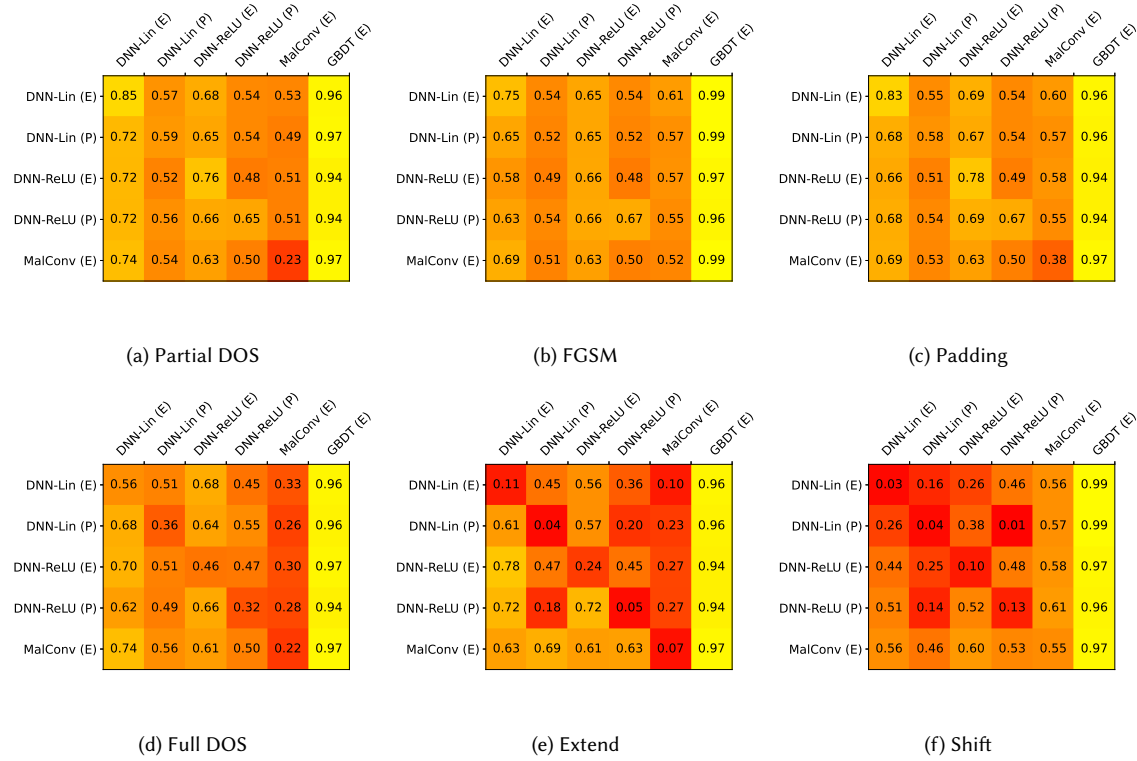 DNN-Lin (E) DNN-Lin (P) DNN-ReLU (E) DNN-ReLU (P) MalConv (E) GBDT (E)
DNN-Lin (E) 0.85 0.57 0.68 0.54 0.53 0.96
DNN-Lin (P) 0.72 0.59 0.65 0.54 0.49 0.97
DNN-ReLU (E) 0.72 0.52 0.76 0.48 0.51 0.94
DNN-ReLU (P) 0.72 0.56 0.66 0.65 0.51 0.94
MalConv (E) 0.74 0.54 0.63 0.50 0.23 0.97
(a) Partial DOS
DNN-Lin (E) DNN-Lin (P) DNN-ReLU (E) DNN-ReLU (P) MalConv (E) GBDT (E)
DNN-Lin (E) 0.75 0.54 0.65 0.54 0.61 0.99
DNN-Lin (P) 0.65 0.52 0.65 0.52 0.57 0.99
DNN-ReLU (E) 0.58 0.49 0.66 0.48 0.57 0.97
DNN-ReLU (P) 0.63 0.54 0.66 0.67 0.55 0.96
MalConv (E) 0.69 0.51 0.63 0.50 0.52 0.99
(b) FGSM
DNN-Lin (E) DNN-Lin (P) DNN-ReLU (E) DNN-ReLU (P) MalConv (E) GBDT (E)
DNN-Lin (E) 0.83 0.55 0.69 0.54 0.60 0.96
DNN-Lin (P) 0.68 0.58 0.67 0.54 0.57 0.96
DNN-ReLU (E) 0.66 0.51 0.78 0.49 0.58 0.94
DNN-ReLU (P) 0.68 0.54 0.69 0.67 0.55 0.94
MalConv (E) 0.69 0.53 0.63 0.50 0.38 0.97
(c) Padding
DNN-Lin (E) DNN-Lin (P) DNN-ReLU (E) DNN-ReLU (P) MalConv (E) GBDT (E)
DNN-Lin (E) 0.56 0.51 0.68 0.45 0.33 0.96
DNN-Lin (P) 0.68 0.36 0.64 0.55 0.26 0.96
DNN-ReLU (E) 0.70 0.51 0.46 0.47 0.30 0.97
DNN-ReLU (P) 0.62 0.49 0.66 0.32 0.28 0.94
MalConv (E) 0.74 0.56 0.61 0.50 0.22 0.97
(d) Full DOS
DNN-Lin (E) DNN-Lin (P) DNN-ReLU (E) DNN-ReLU (P) MalConv (E) GBDT (E)
DNN-Lin (E) 0.11 0.45 0.56 0.36 0.10 0.96
DNN-Lin (P) 0.61 0.04 0.57 0.20 0.23 0.96
DNN-ReLU (E) 0.78 0.47 0.24 0.45 0.27 0.94
DNN-ReLU (P) 0.72 0.18 0.72 0.05 0.27 0.94
MalConv (E) 0.63 0.69 0.61 0.63 0.07 0.97
(e) Extend
DNN-Lin (E) DNN-Lin (P) DNN-ReLU (E) DNN-ReLU (P) MalConv (E) GBDT (E)
DNN-Lin (E) 0.03 0.16 0.26 0.46 0.56 0.99
DNN-Lin (P) 0.26 0.04 0.38 0.01 0.57 0.99
DNN-ReLU (E) 0.44 0.25 0.10 0.48 0.58 0.97
DNN-ReLU (P) 0.51 0.14 0.52 0.13 0.61 0.96
MalConv (E) 0.56 0.46 0.60 0.53 0.55 0.97
(f) Shift